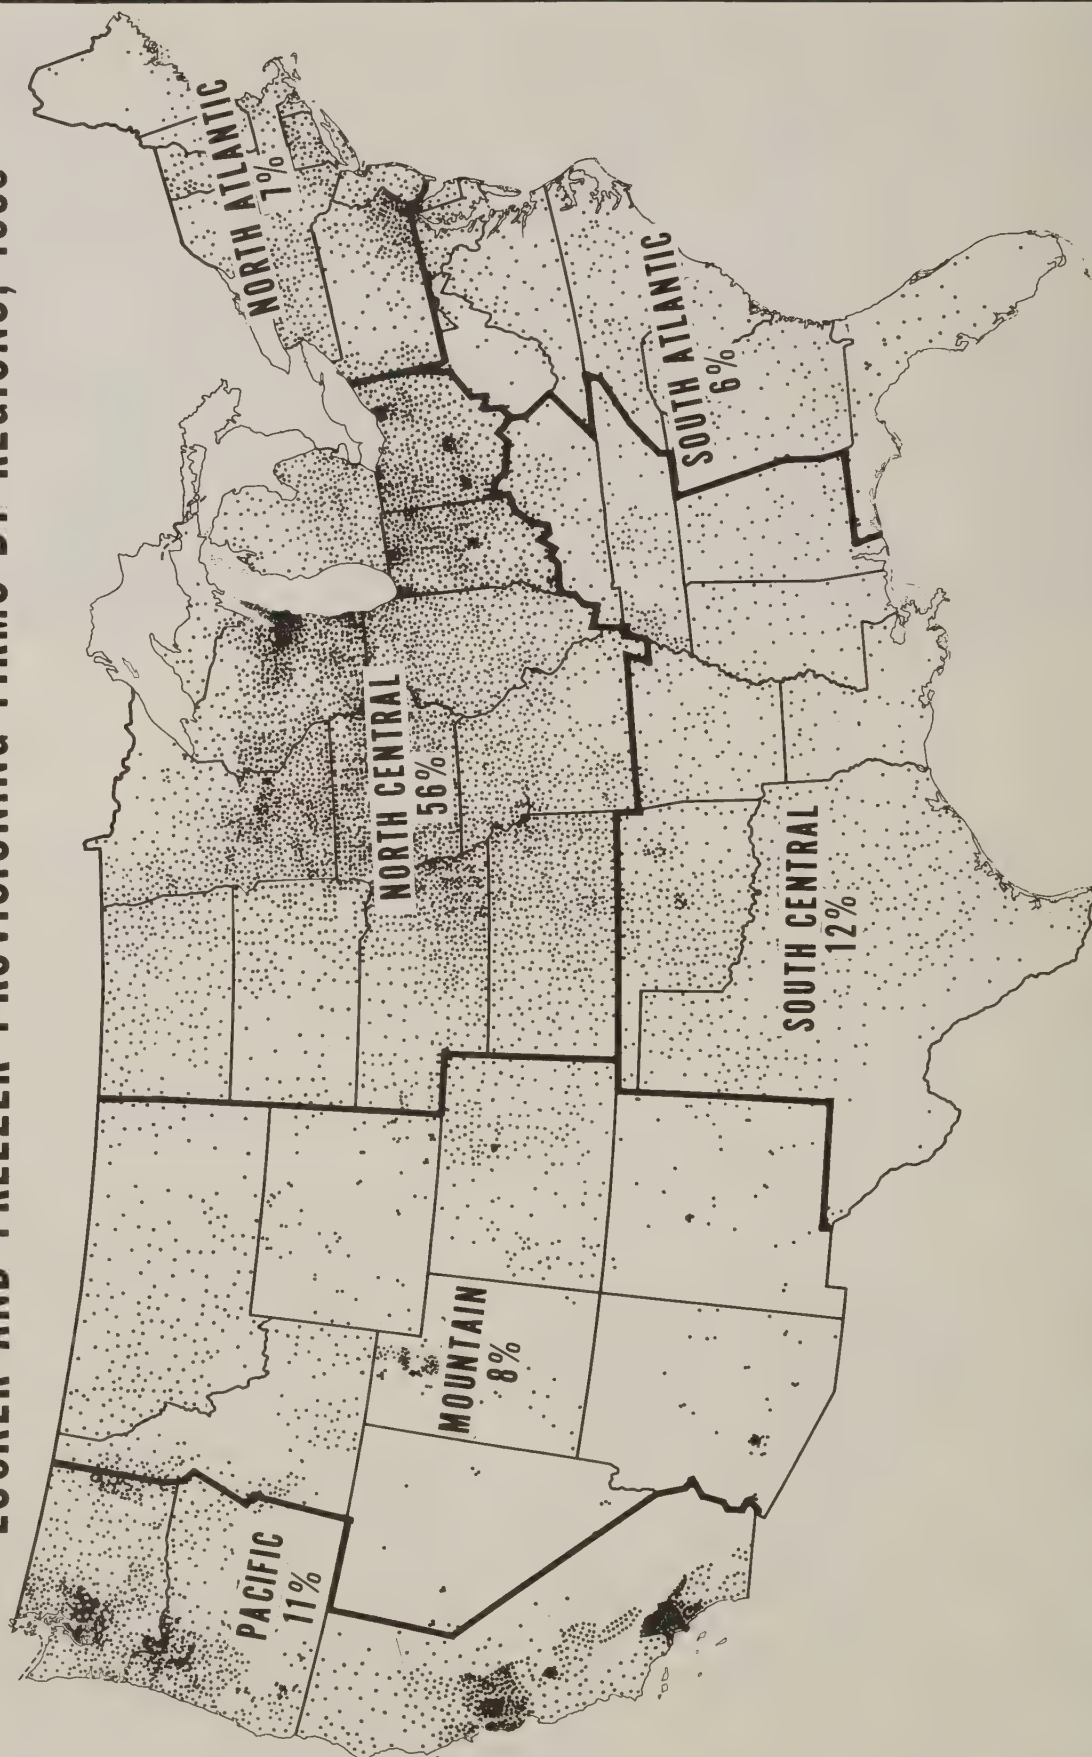 LOCKER AND FREEZER PROVISIONING FIRMS BY REGIONS,
PACIFIC
11%
MOUNTAIN
8%
NORTH CENTRAL
56%
SOUTH CENTRAL
12%
NORTH ATLANTIC
7%
SOUTH ATLANTIC
6%